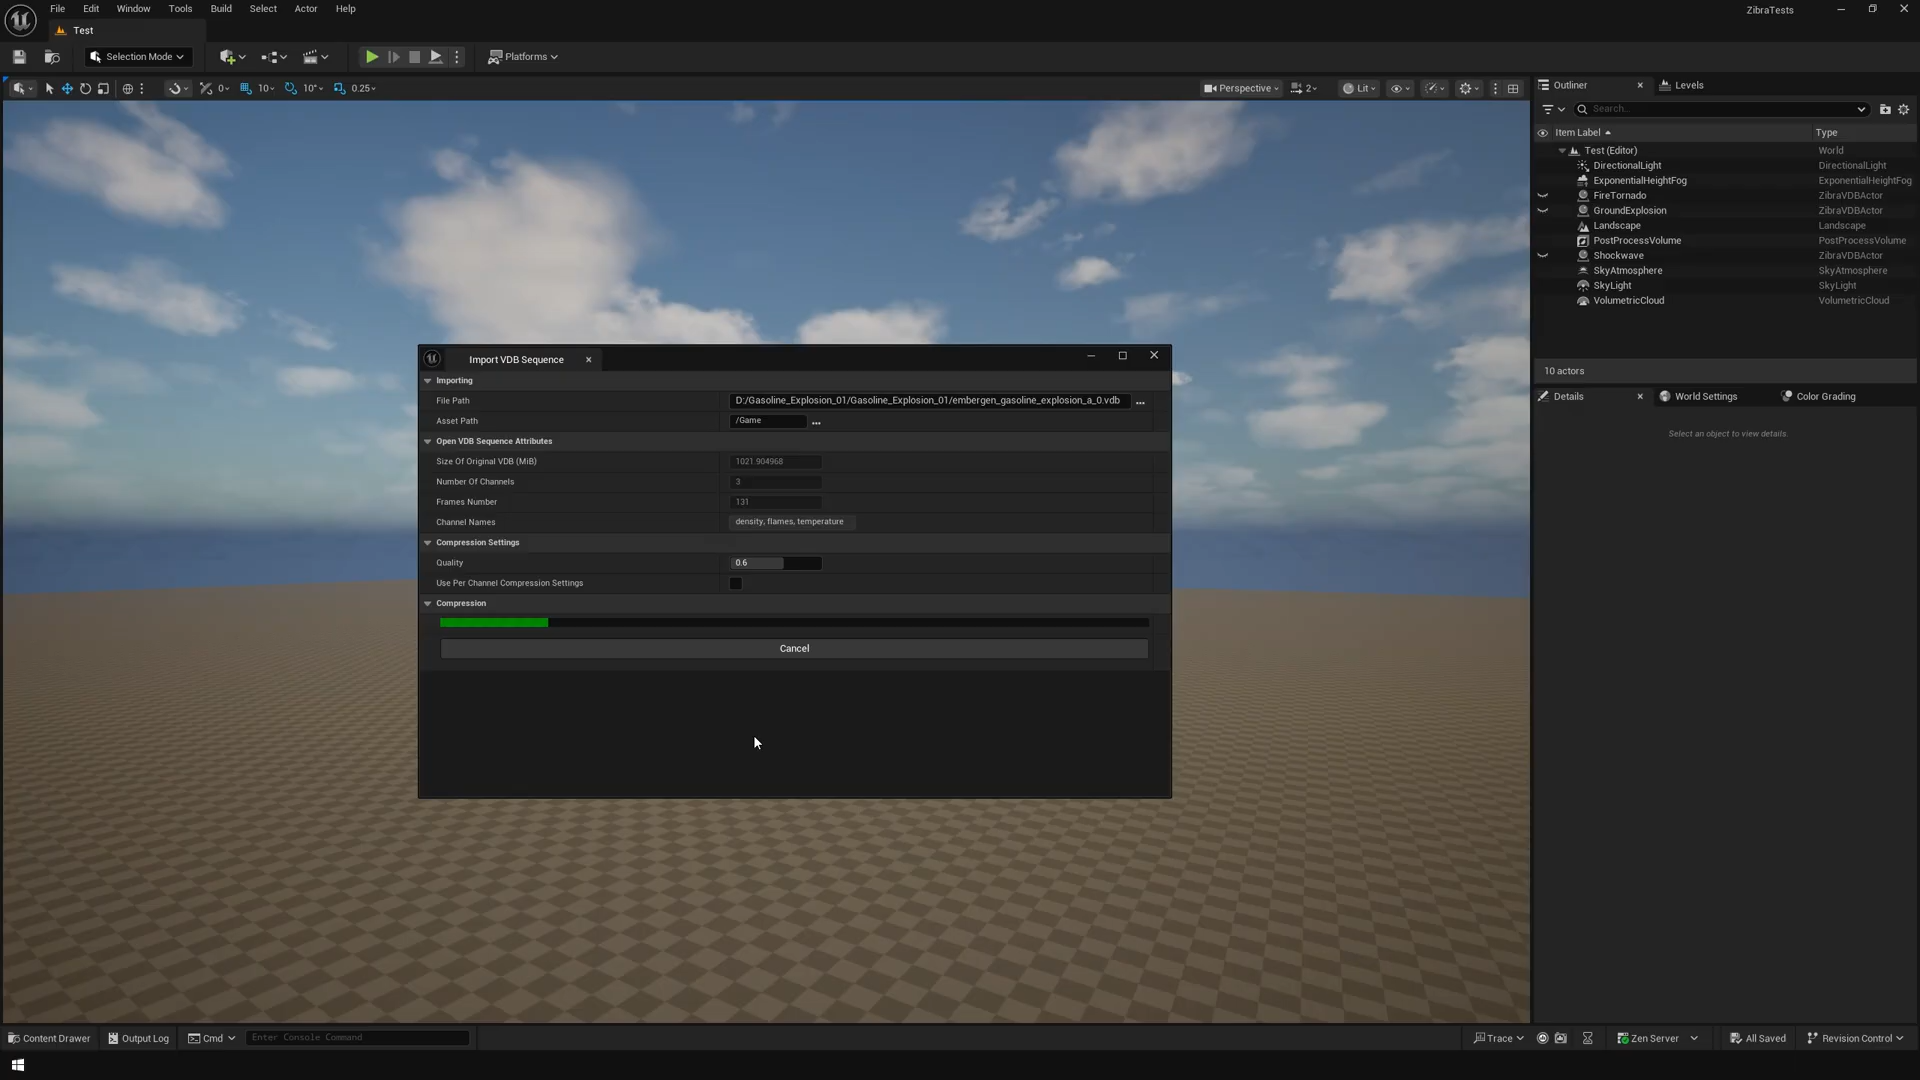 File Edit Window Tools Build Select Actor Help
ZibraTests
Test
Selection Mode
Platforms
0 10 10° 0.25
Perspective 2 Lit
Outliner Levels
Search...
Item Label Type
Test (Editor) World
DirectionalLight DirectionalLight
ExponentialHeightFog ExponentialHeightFog
FireTornado ZibraVDBActor
GroundExplosion ZibraVDBActor
Landscape Landscape
PostProcessVolume PostProcessVolume
Shockwave ZibraVDBActor
SkyAtmosphere SkyAtmosphere
SkyLight SkyLight
VolumetricCloud VolumetricCloud
10 actors
Details World Settings Color Grading
Select an object to view details.
Import VDB Sequence
Importing
File Path D:/Gasoline_Explosion_01/Gasoline_Explosion_01/embergen_gasoline_explosion_a_0.vdb ...
Asset Path /Game ...
Open VDB Sequence Attributes
Size Of Original VDB (MiB) 1021.904968
Number Of Channels 3
Frames Number 131
Channel Names density, flames, temperature
Compression Settings
Quality 0.6
Use Per Channel Compression Settings
Compression
Cancel
Content Drawer Output Log Cmd Enter Console Command
Trace Zen Server All Saved Revision Control